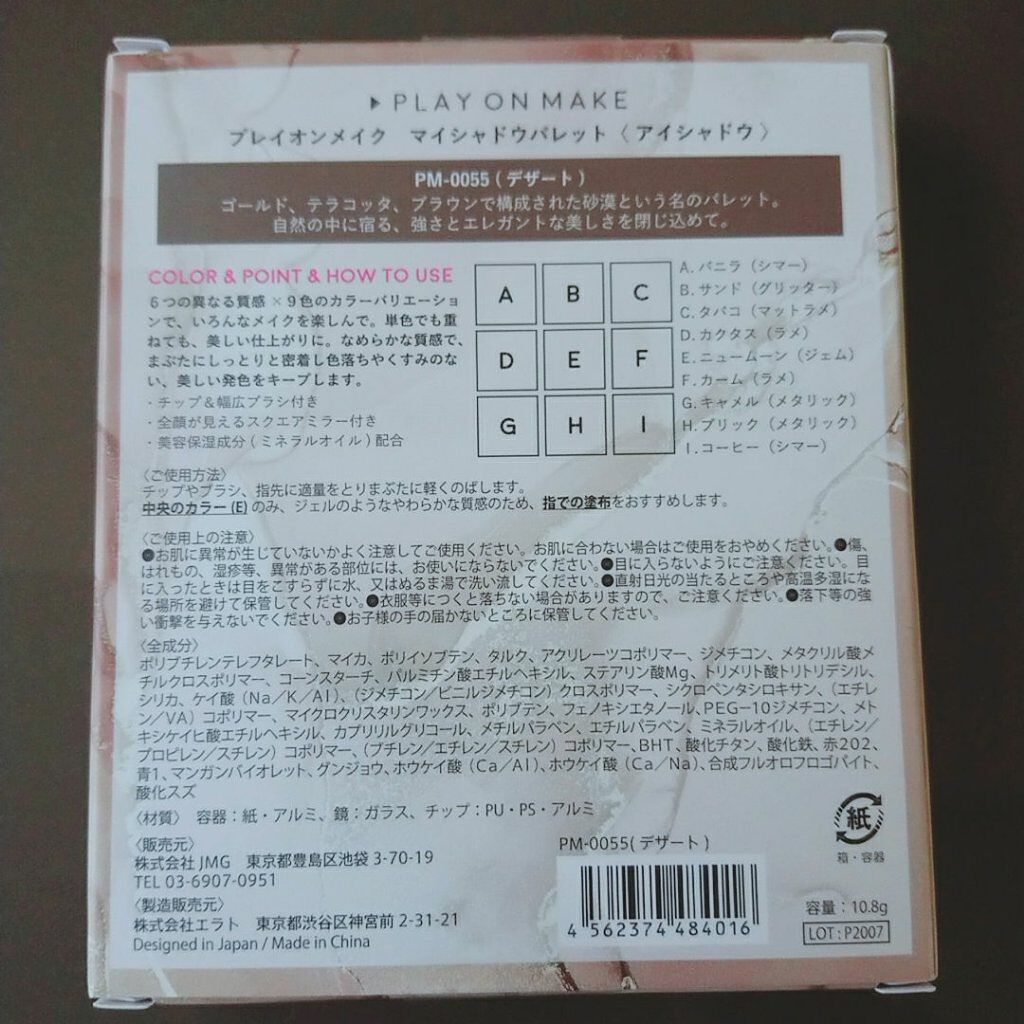 ▶ PLAY ON MAKE
プレイオンメイク　マイシャドウパレット〈 アイシャドウ 〉
PM-0055 ( デザート )
ゴールド、テラコッタ、ブラウンで構成された砂漠という名のパレット。
自然の中に宿る、強さとエレガントな美しさを閉じ込めて。
COLOR & POINT & HOW TO USE
6つの異なる質感×9色のカラーバリエーショ
ンで、いろんなメイクを楽しんで。単色でも重
ねても、美しい仕上がりに。なめらかな質感で、
まぶたにしっとりと密着し色落ちやくすみのな
い、美しい発色をキープします。
・チップ＆幅広ブラシ付き
・全顔が見えるスクエアミラー付き
・美容保湿成分 ( ミネラルオイル ) 配合
A B C
D E F
G H I
A. バニラ（シマー）
B. サンド（グリッター）
C. タバコ（マットラメ）
D. カクタス（ラメ）
E. ニュームーン（ジェム）
F. カーム（ラメ）
G. キャメル（メタリック）
H. ブリック（メタリック）
I. コーヒー（シマー）
〈ご使用方法〉
チップやブラシ、指先に適量をとりまぶたに軽くのばします。
中央のカラー (E) のみ、ジェルのようなやわらかな質感のため、指での塗布をおすすめします。
〈ご使用上の注意〉
●お肌に異常が生じていないかよく注意してご使用ください。お肌に合わない場合はご使用をおやめください。●傷、
はれもの、湿疹等、異常がある部位には、お使いにならないでください。●目に入らないようにご注意ください。目
に入ったときは目をこすらずに水、又はぬるま湯で洗い流してください。●直射日光の当たるところや高温多湿にな
る場所を避けて保管してください。●衣服等につくと落ちない場合がありますので、ご注意ください。●落下等の強
い衝撃を与えないでください。●お子様の手の届かないところに保管してください。
〈全成分〉
ポリブチレンテレフタレート、マイカ、ポリイソブテン、タルク、アクリレーツコポリマー、ジメチコン、メタクリル酸メ
チルクロスポリマー、コーンスターチ、パルミチン酸エチルヘキシル、ステアリン酸Mg、トリメリト酸トリトリデシル、
シリカ、ケイ酸（Na／K／Al）、（ジメチコン／ビニルジメチコン）クロスポリマー、シクロペンタシロキサン、（エチレ
ン／VA）コポリマー、マイクロクリスタリンワックス、ポリブテン、フェノキシエタノール、PEG－10ジメチコン、メト
キシケイヒ酸エチルヘキシル、カプリリルグリコール、メチルパラベン、エチルパラベン、ミネラルオイル、（エチレン／
プロピレン／スチレン）コポリマー、（ブチレン／エチレン／スチレン）コポリマー、BHT、酸化チタン、酸化鉄、赤202、
青1、マンガンバイオレット、グンジョウ、ホウケイ酸（Ca／Al）、ホウケイ酸（Ca／Na）、合成フルオロフロゴパイト、
酸化スズ
〈材質〉 容器：紙・アルミ、鏡：ガラス、チップ：PU・PS・アルミ
〈販売元〉
株式会社 JMG　東京都豊島区池袋 3-70-19
TEL 03-6907-0951
〈製造販売元〉
株式会社エラト　東京都渋谷区神宮前 2-31-21
Designed in Japan / Made in China
PM-0055( デザート )
4 562374 484016
紙
箱・容器
容量：10.8g
LOT : P2007